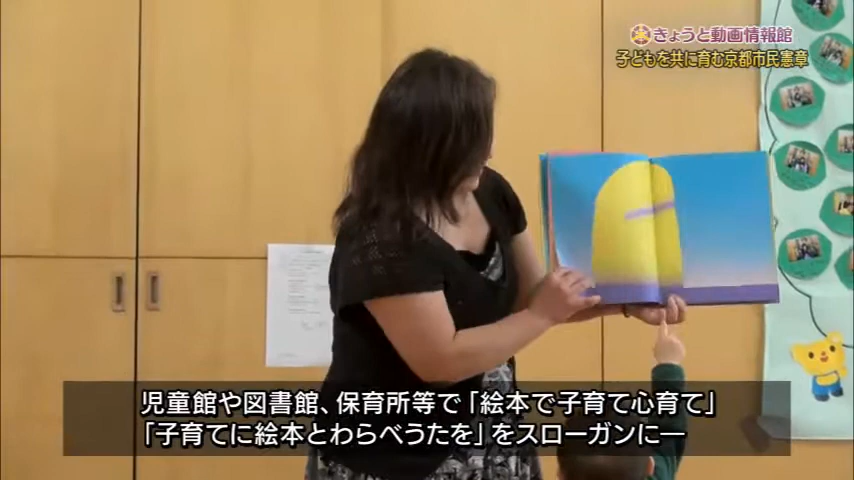 きょうと動画情報館
子どもを共に育む京都市民憲章
児童館や図書館、保育所等で「絵本で子育て心育て」
「子育てに絵本とわらべうたを」をスローガンに―